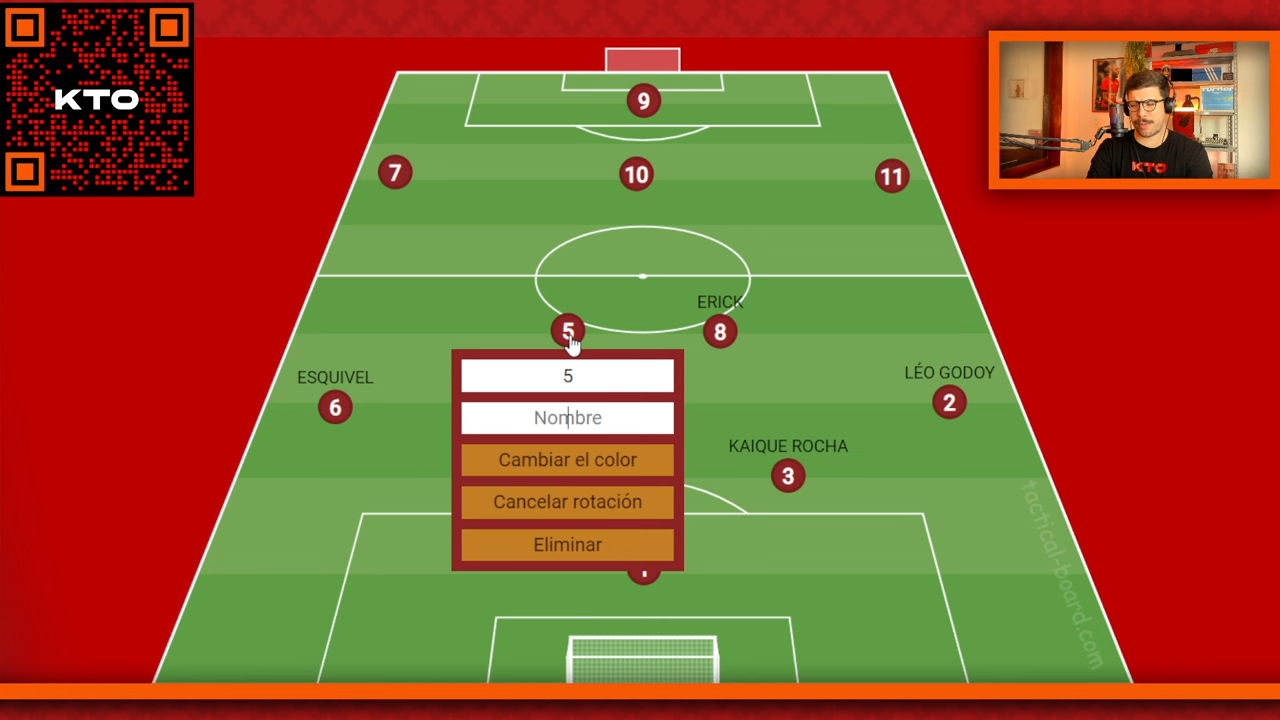 KTO
9
7
10
11
ERICK
5
8
ESQUIVEL
6
LÉO GODOY
2
5
Nombre
KAIQUE ROCHA
3
Cambiar el color
Cancelar rotación
Eliminar
tactical-board.com
KTO